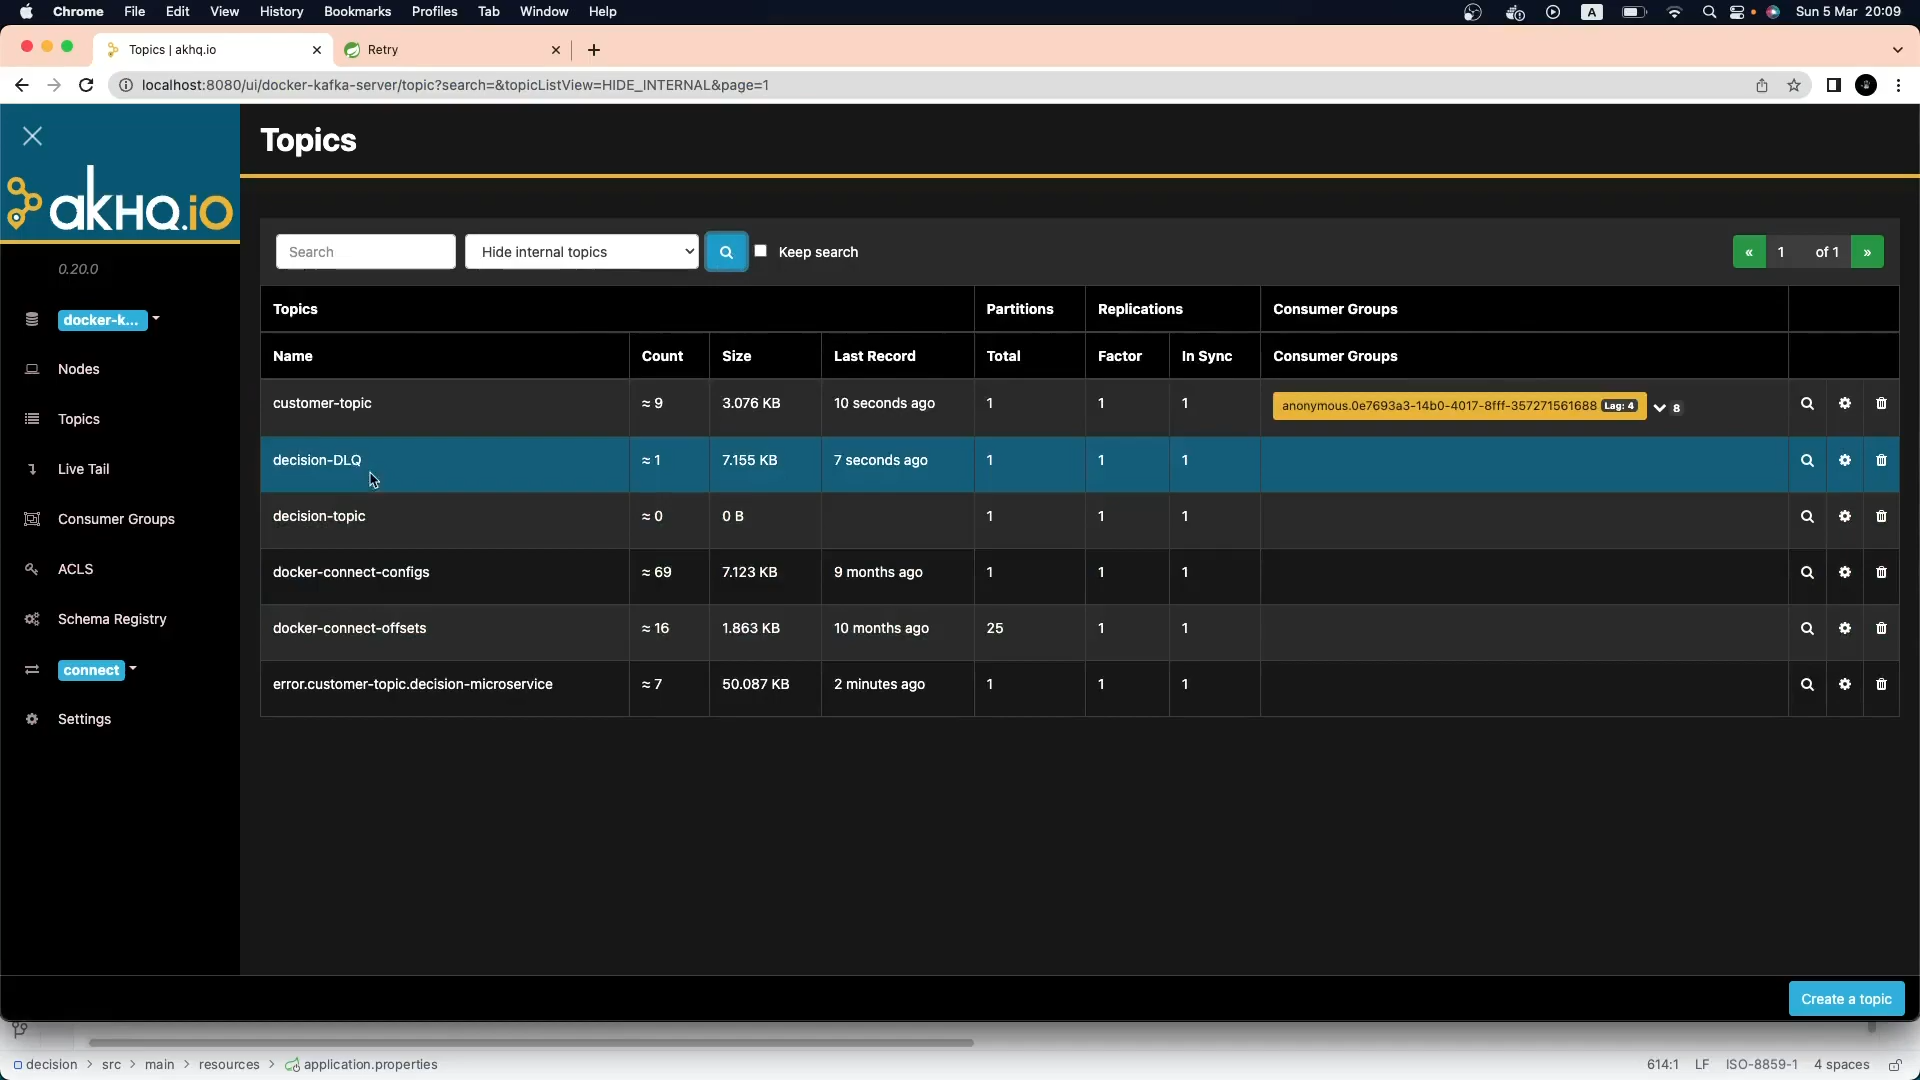 Chrome File Edit View History Bookmarks Profiles Tab Window Help A Sun 5 Mar 20:09
Topics | akhq.io Retry
localhost:8080/ui/docker-kafka-server/topic?search=&topicListView=HIDE_INTERNAL&page=1
akHQ.io
Topics
Search Hide internal topics Keep search « 1 of 1 »
0.20.0
docker-k...
Nodes
Topics
Live Tail
Consumer Groups
ACLS
Schema Registry
connect
Settings
Topics Partitions Replications Consumer Groups
Name Count Size Last Record Total Factor In Sync Consumer Groups
customer-topic ≈ 9 3.076 KB 10 seconds ago 1 1 1 anonymous.0e7693a3-14b0-4017-8fff-357271561688 Lag: 4 8
decision-DLQ ≈ 1 7.155 KB 7 seconds ago 1 1 1
decision-topic ≈ 0 0 B 1 1 1
docker-connect-configs ≈ 69 7.123 KB 9 months ago 1 1 1
docker-connect-offsets ≈ 16 1.863 KB 10 months ago 25 1 1
error.customer-topic.decision-microservice ≈ 7 50.087 KB 2 minutes ago 1 1 1
Create a topic
decision > src > main > resources > application.properties 614:1 LF ISO-8859-1 4 spaces